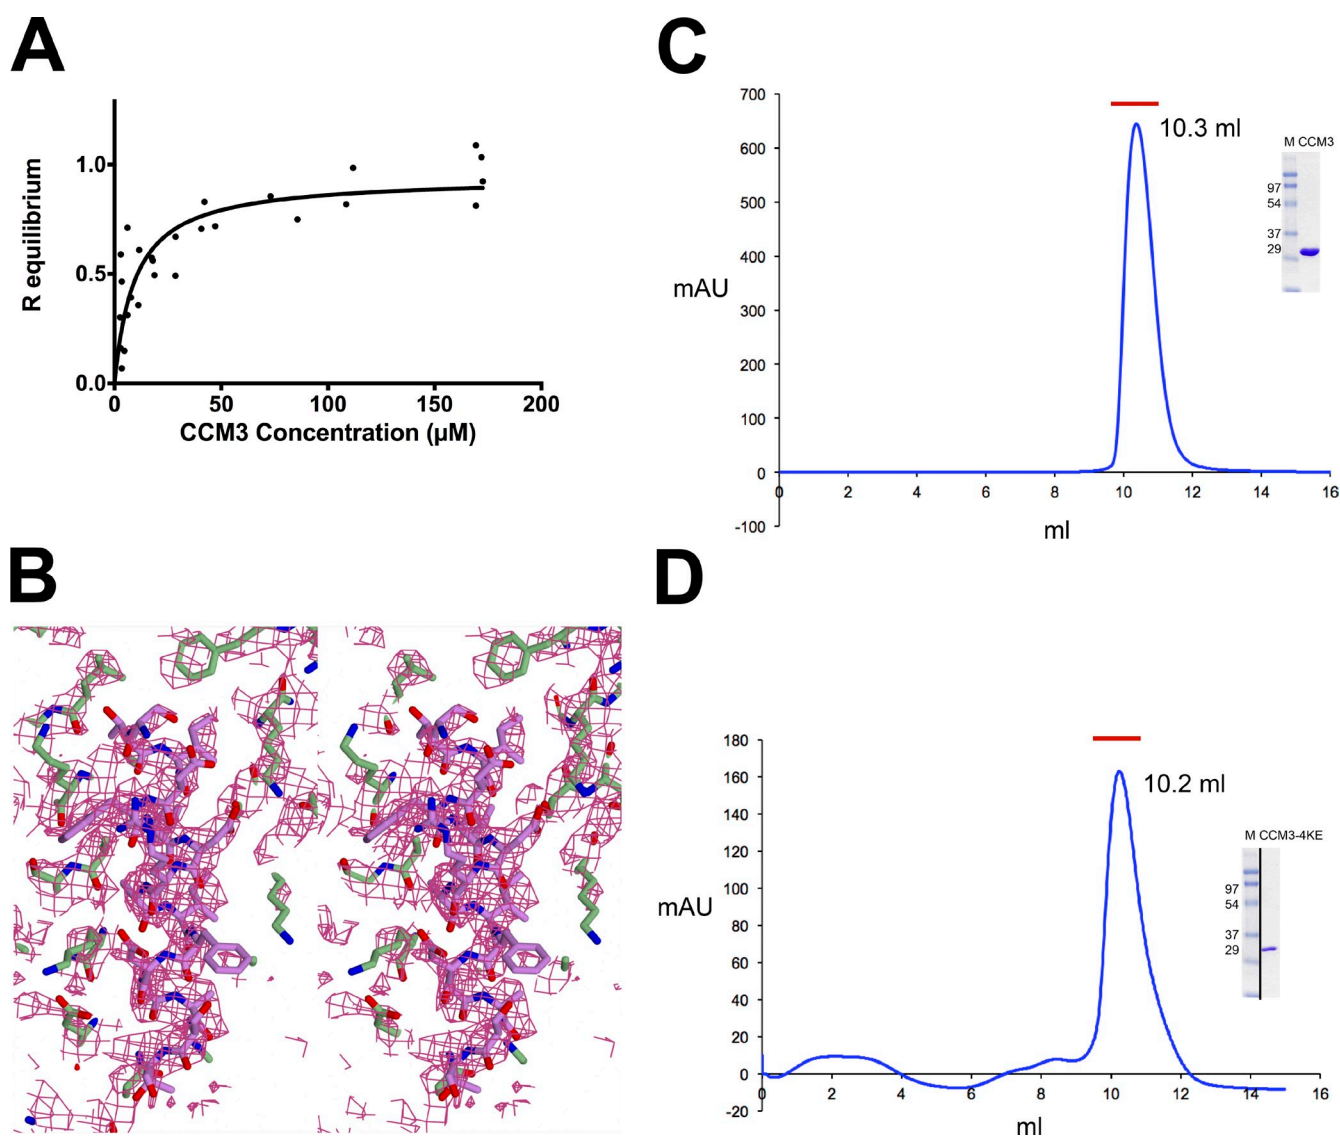 A
1.0
0.5
0.0
0 50 100 150 200
R equilibrium
CCM3 Concentration (µM)
B
C
700
600
500
400
300
200
100
0
-100
0 2 4 6 8 10 12 14 16
mAU
ml
10.3 ml
M CCM3
97
54
37
29
D
180
160
140
120
100
80
60
40
20
0
-20
0 2 4 6 8 10 12 14 16
mAU
ml
10.2 ml
M CCM3-4KE
97
54
37
29